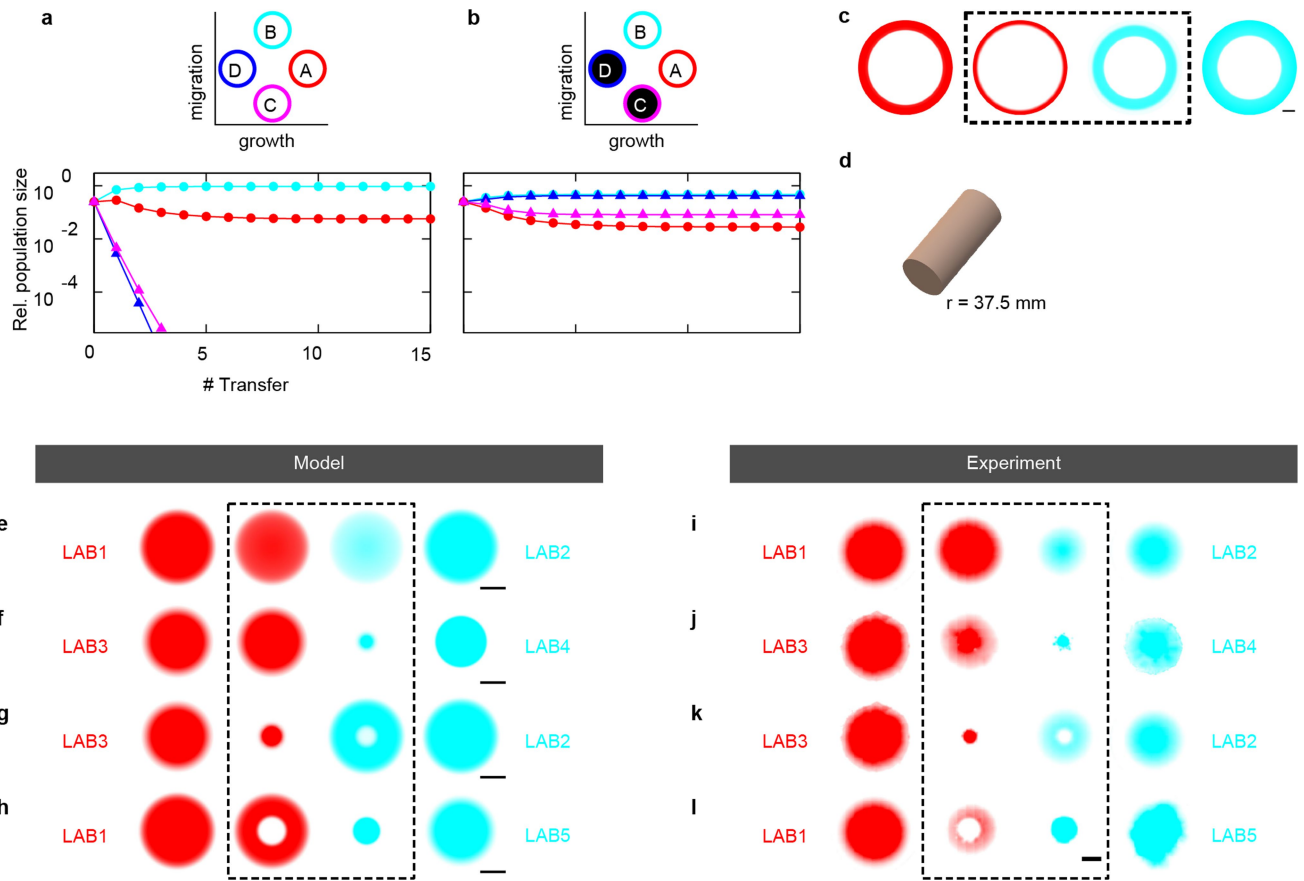 a
b
c
migration
B
D
A
C
growth
migration
B
D
A
C
growth
d
r = 37.5 mm
Rel. population size
0
10
-2
10
-4
10
0
5
10
15
# Transfer
Model
Experiment
e
LAB1
LAB2
i
LAB1
LAB2
f
LAB3
LAB4
j
LAB3
LAB4
g
LAB3
LAB2
k
LAB3
LAB2
h
LAB1
LAB5
l
LAB1
LAB5